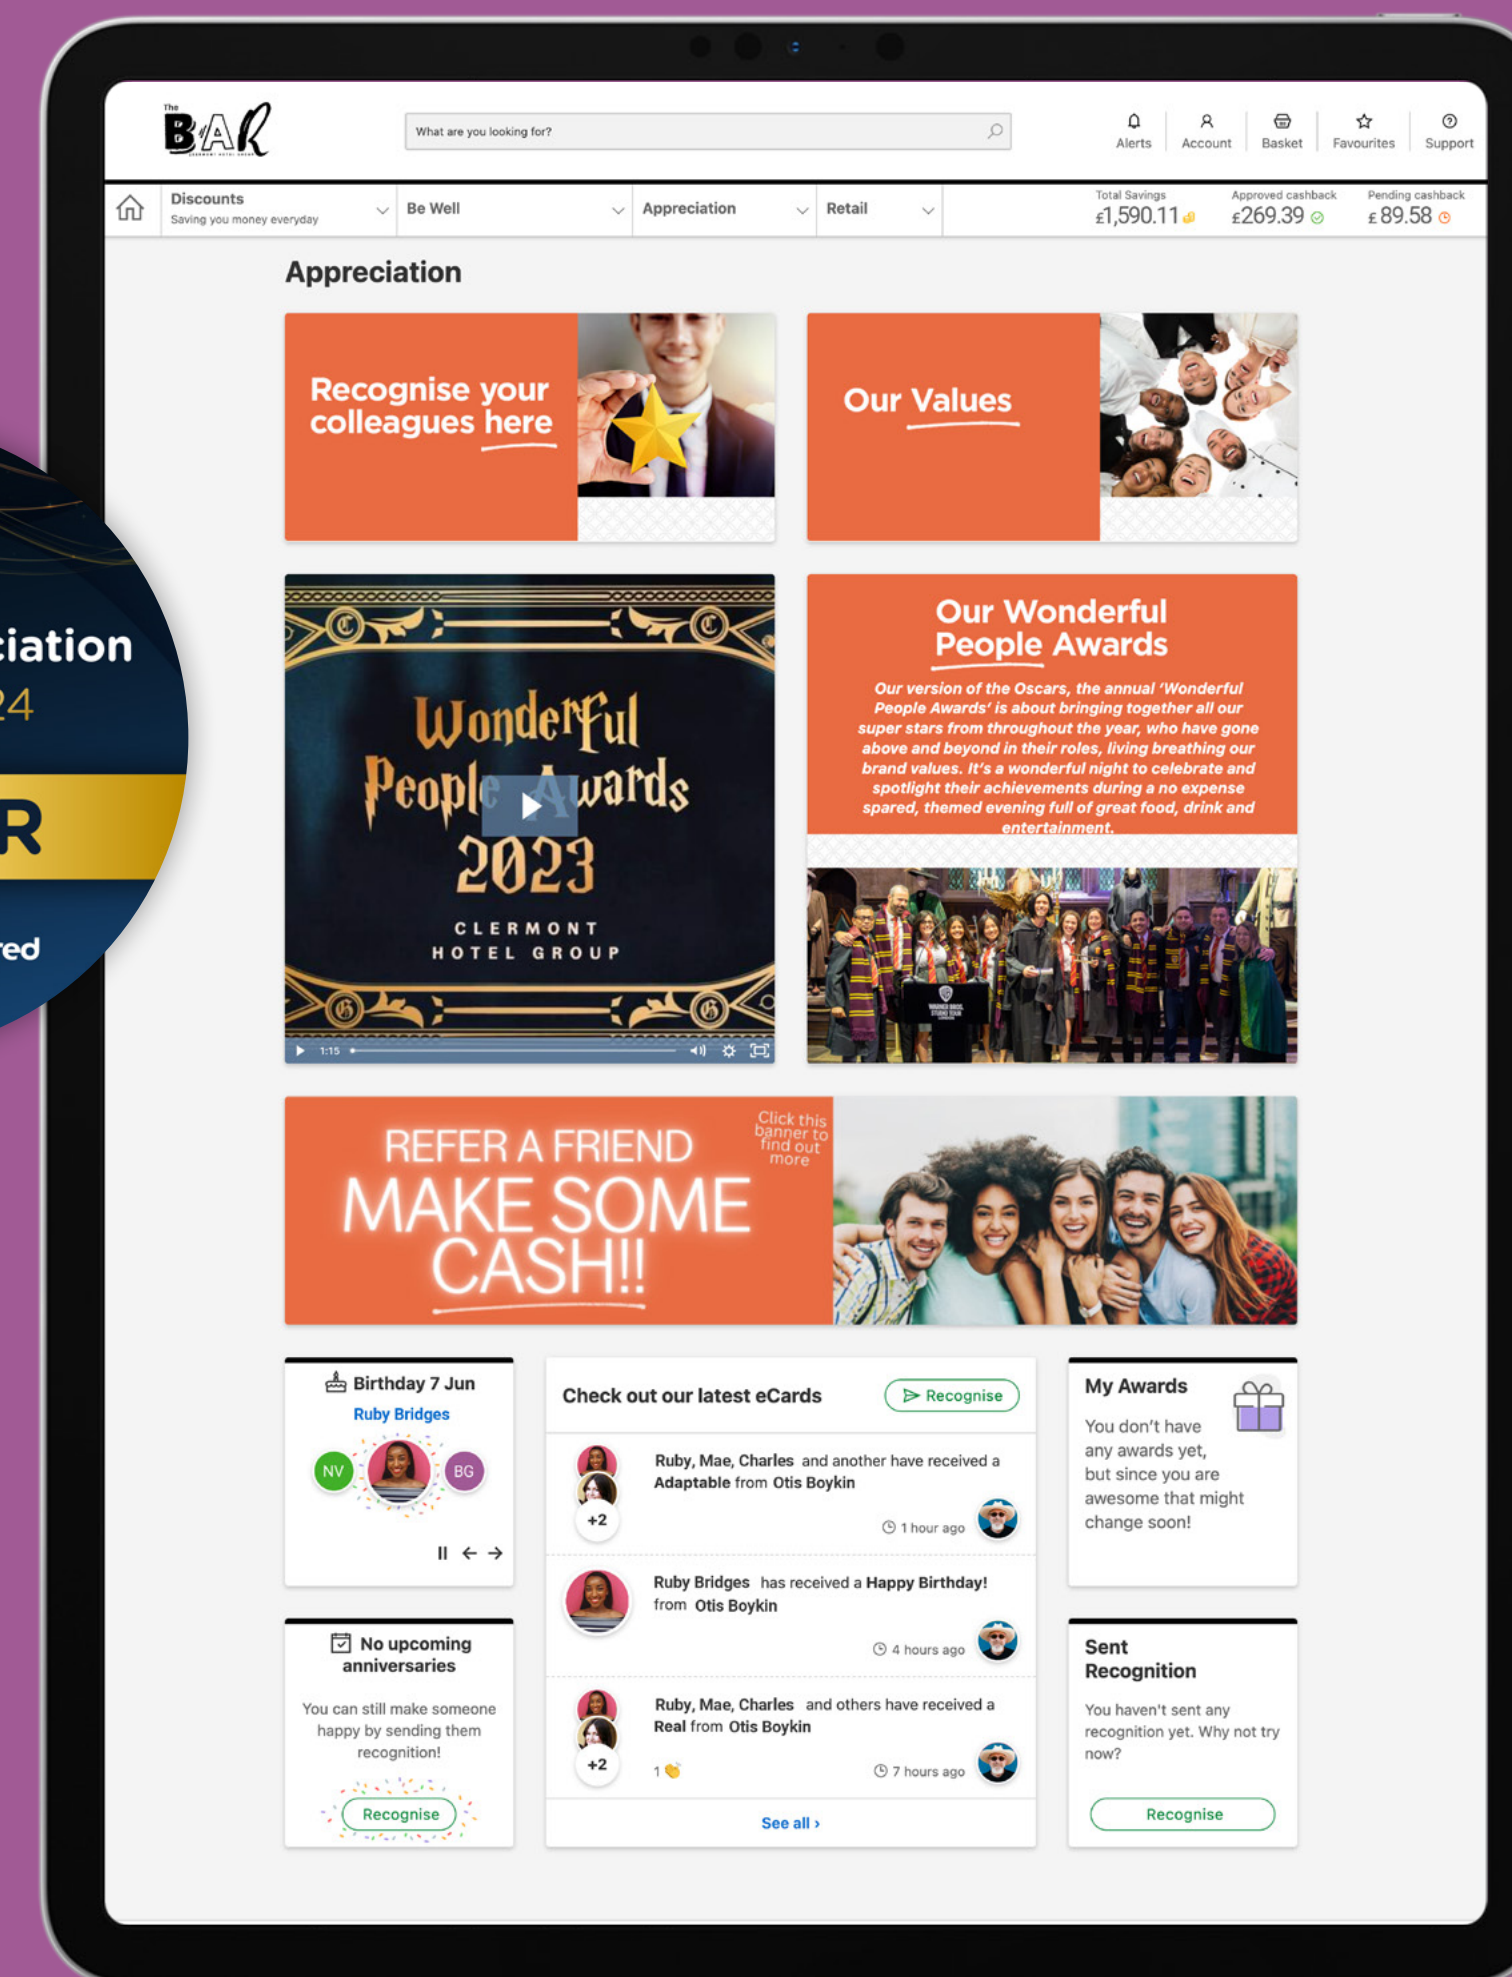 The
BAR
CLERMONT HOTEL GROUP
What are you looking for?
Alerts
Account
Basket
Favourites
Support
Discounts
Saving you money everyday
Be Well
Appreciation
Retail
Total Savings
£1,590.11
Approved cashback
£269.39
Pending cashback
£ 89.58
Appreciation
Recognise your
colleagues here
Our Values
ciation
24
R
red
Wonderful
People Awards
2023
CLERMONT
HOTEL GROUP
1:15
Our Wonderful
People Awards
Our version of the Oscars, the annual ‘Wonderful
People Awards’ is about bringing together all our
super stars from throughout the year, who have gone
above and beyond in their roles, living breathing our
brand values. It’s a wonderful night to celebrate and
spotlight their achievements during a no expense
spared, themed evening full of great food, drink and
entertainment.
WARNER BROS.
STUDIO TOUR
LONDON
REFER A FRIEND
MAKE SOME
CASH!!
Click this
banner to
find out
more
Birthday 7 Jun
Ruby Bridges
NV
BG
No upcoming
anniversaries
You can still make someone
happy by sending them
recognition!
Recognise
Check out our latest eCards
Recognise
Ruby, Mae, Charles and another have received a
Adaptable from Otis Boykin
+2
1 hour ago
Ruby Bridges has received a Happy Birthday!
from Otis Boykin
4 hours ago
Ruby, Mae, Charles and others have received a
Real from Otis Boykin
+2
1
7 hours ago
See all ›
My Awards
You don’t have
any awards yet,
but since you are
awesome that might
change soon!
Sent
Recognition
You haven't sent any
recognition yet. Why not try
now?
Recognise